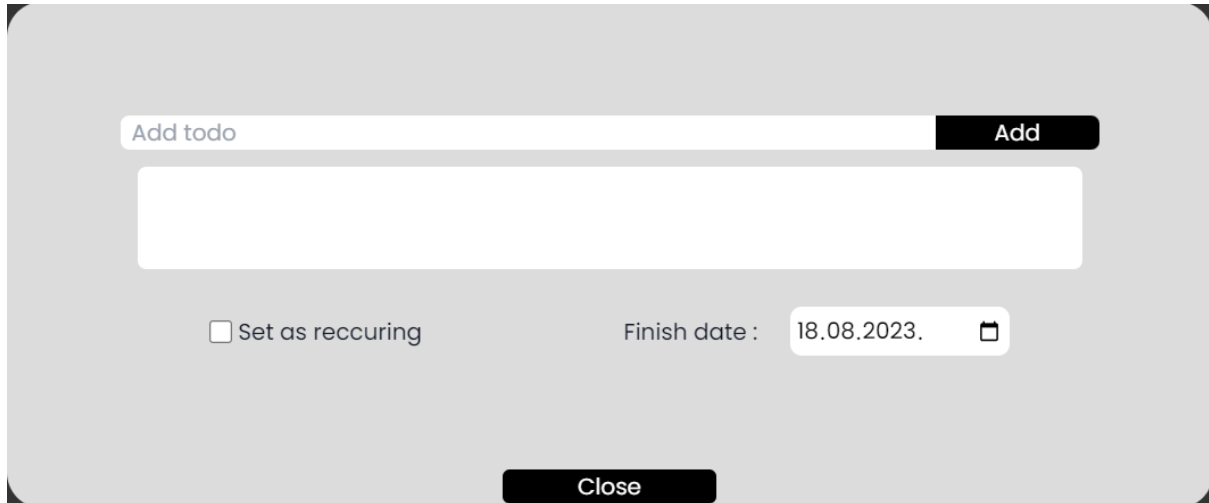 Add todo Add
Set as reccuring Finish date : 18.08.2023.
Close